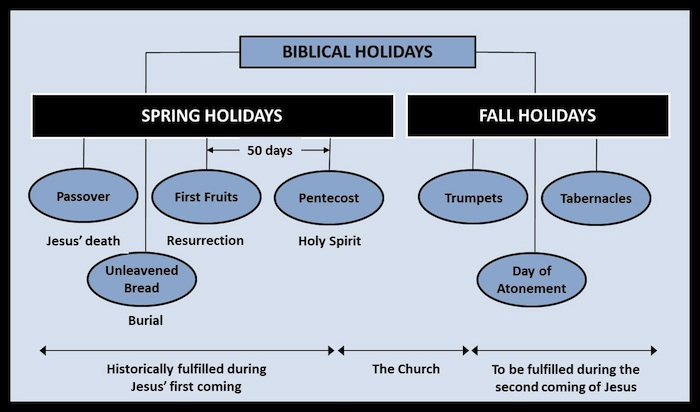 BIBLICAL HOLIDAYS
SPRING HOLIDAYS
FALL HOLIDAYS
50 days
Passover
First Fruits
Pentecost
Trumpets
Tabernacles
Jesus’ death
Resurrection
Holy Spirit
Unleavened
Bread
Day of
Atonement
Burial
Historically fulfilled during
Jesus’ first coming
The Church
To be fulfilled during the
second coming of Jesus